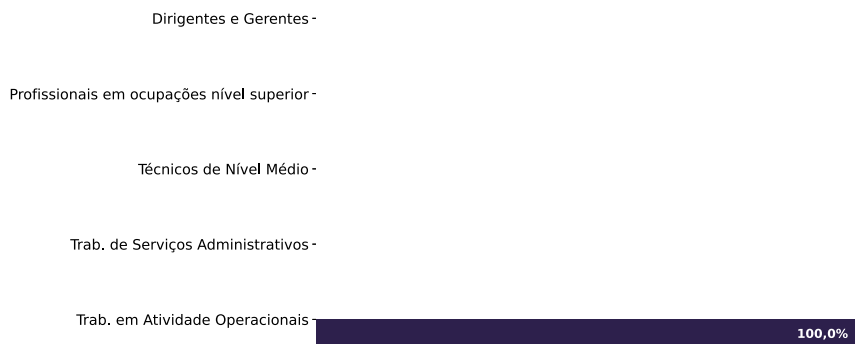 Dirigentes e Gerentes
Profissionais em ocupações nível superior
Técnicos de Nível Médio
Trab. de Serviços Administrativos
Trab. em Atividade Operacionais
100,0%